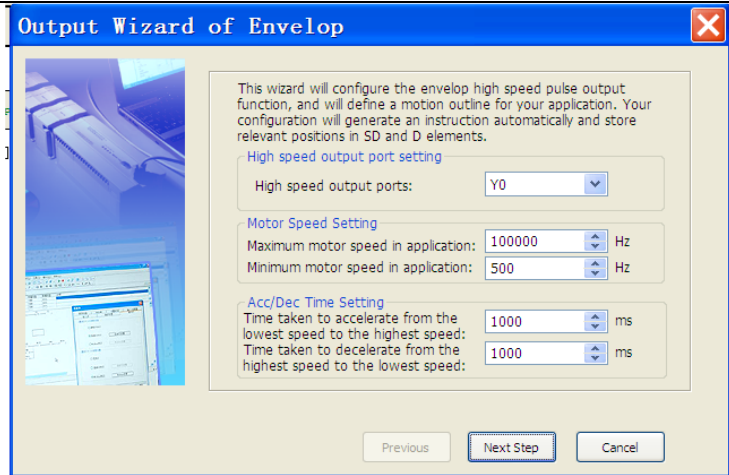 Output Wizard of Envelop
This wizard will configure the envelop high speed pulse output
function, and will define a motion outline for your application. Your
configuration will generate an instruction automatically and store
relevant positions in SD and D elements.
High speed output port setting
High speed output ports: Y0
Motor Speed Setting
Maximum motor speed in application: 100000 Hz
Minimum motor speed in application: 500 Hz
Acc/Dec Time Setting
Time taken to accelerate from the
lowest speed to the highest speed: 1000 ms
Time taken to decelerate from the
highest speed to the lowest speed: 1000 ms
Previous Next Step Cancel